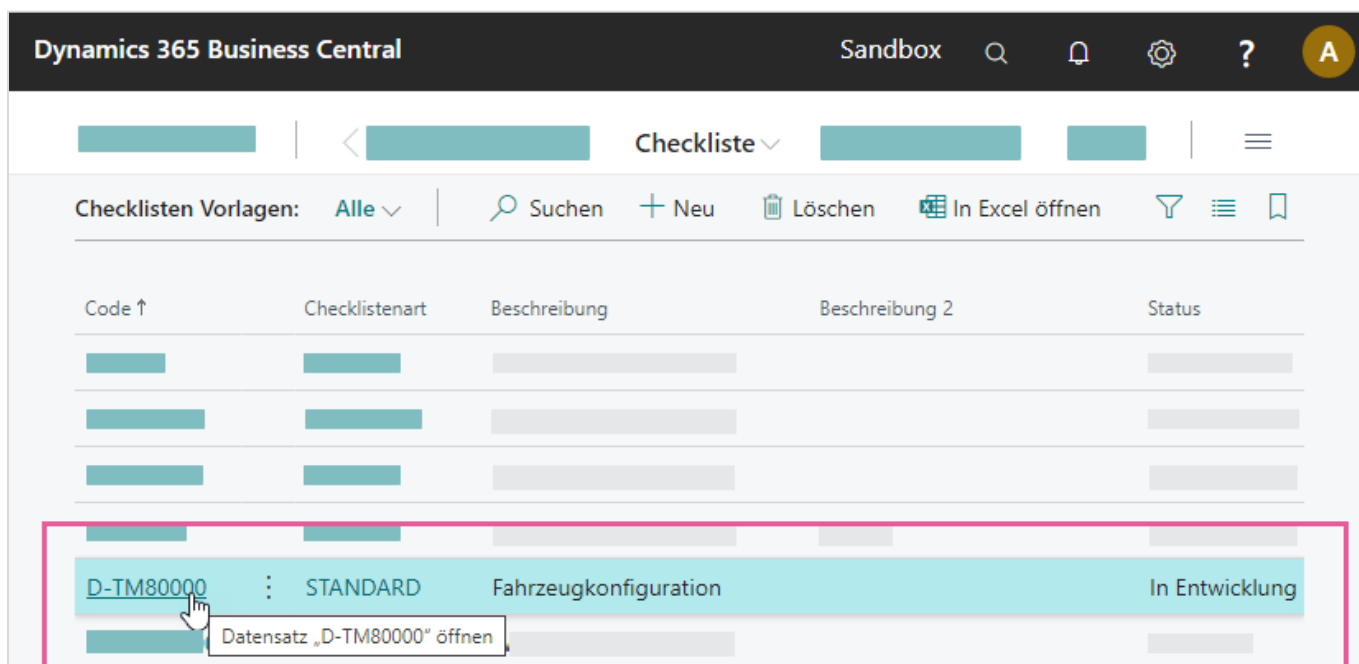 Dynamics 365 Business Central Sandbox ? A
Checkliste
Checklisten Vorlagen: Alle Suchen Neu Löschen In Excel öffnen
Code ↑ Checklistenart Beschreibung Beschreibung 2 Status
D-TM80000 STANDARD Fahrzeugkonfiguration In Entwicklung
Datensatz „D-TM80000“ öffnen